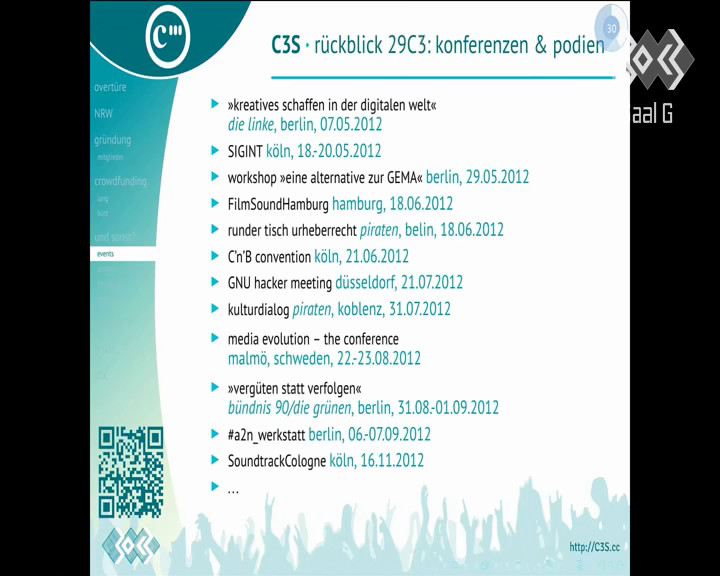 C3S · rückblick 29C3: konferenzen & podien
30
aal G
overtüre
NRW
gründung
mitglieder
crowdfunding
lang
kurz
und sonst?
events
»kreatives schaffen in der digitalen welt«
die linke, berlin, 07.05.2012
SIGINT köln, 18.-20.05.2012
workshop »eine alternative zur GEMA« berlin, 29.05.2012
FilmSoundHamburg hamburg, 18.06.2012
runder tisch urheberrecht piraten, belin, 18.06.2012
C'n'B convention köln, 21.06.2012
GNU hacker meeting düsseldorf, 21.07.2012
kulturdialog piraten, koblenz, 31.07.2012
media evolution – the conference
malmö, schweden, 22.-23.08.2012
»vergüten statt verfolgen«
bündnis 90/die grünen, berlin, 31.08.-01.09.2012
#a2n_werkstatt berlin, 06.-07.09.2012
SoundtrackCologne köln, 16.11.2012
...
http://C3S.cc